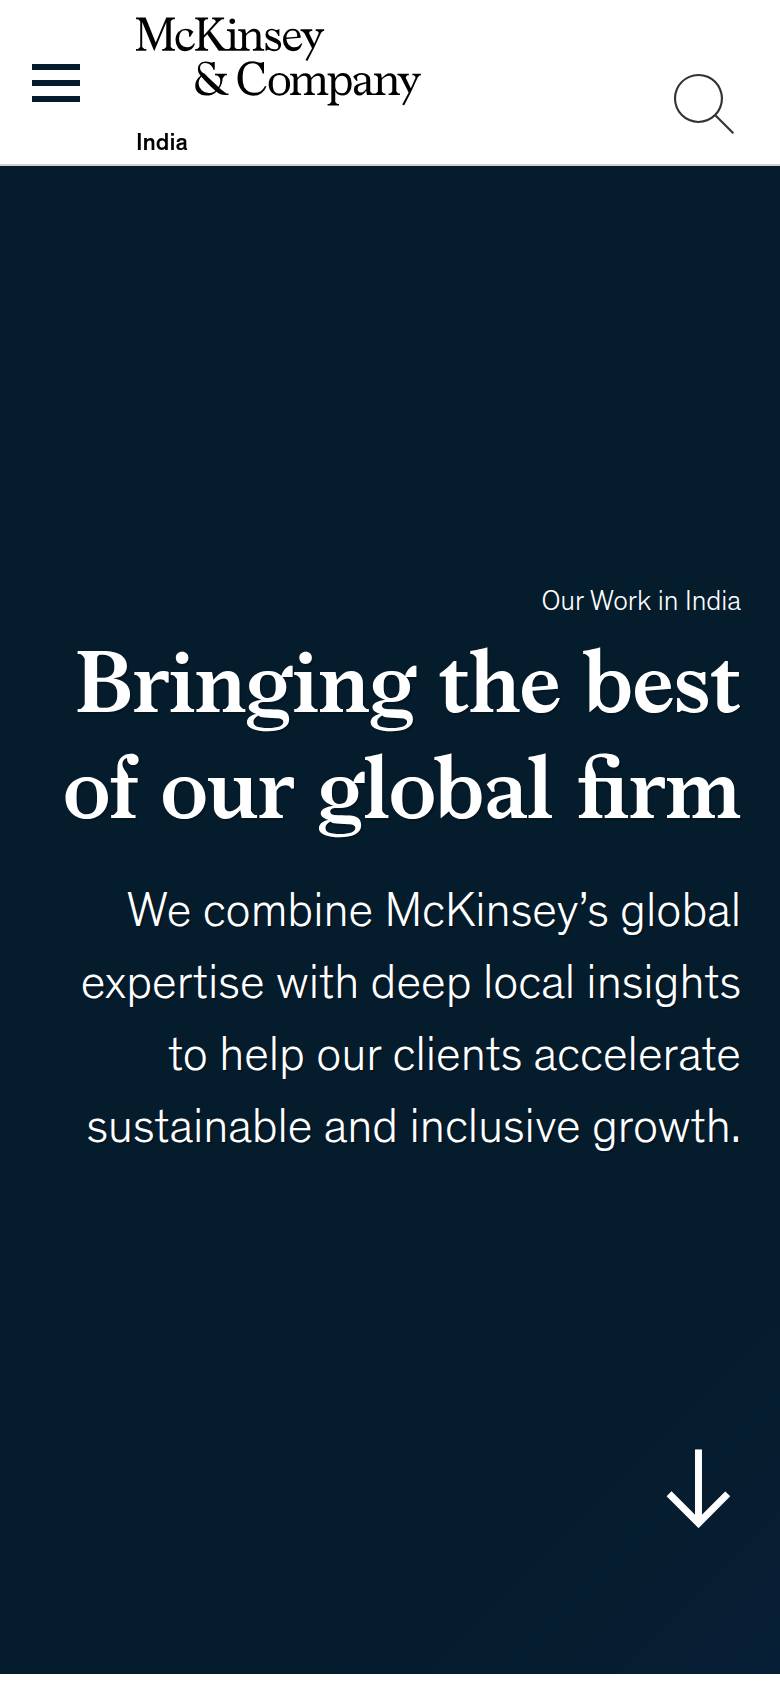 McKinsey
& Company
India
Our Work in India
Bringing the best
of our global firm
We combine McKinsey’s global
expertise with deep local insights
to help our clients accelerate
sustainable and inclusive growth.